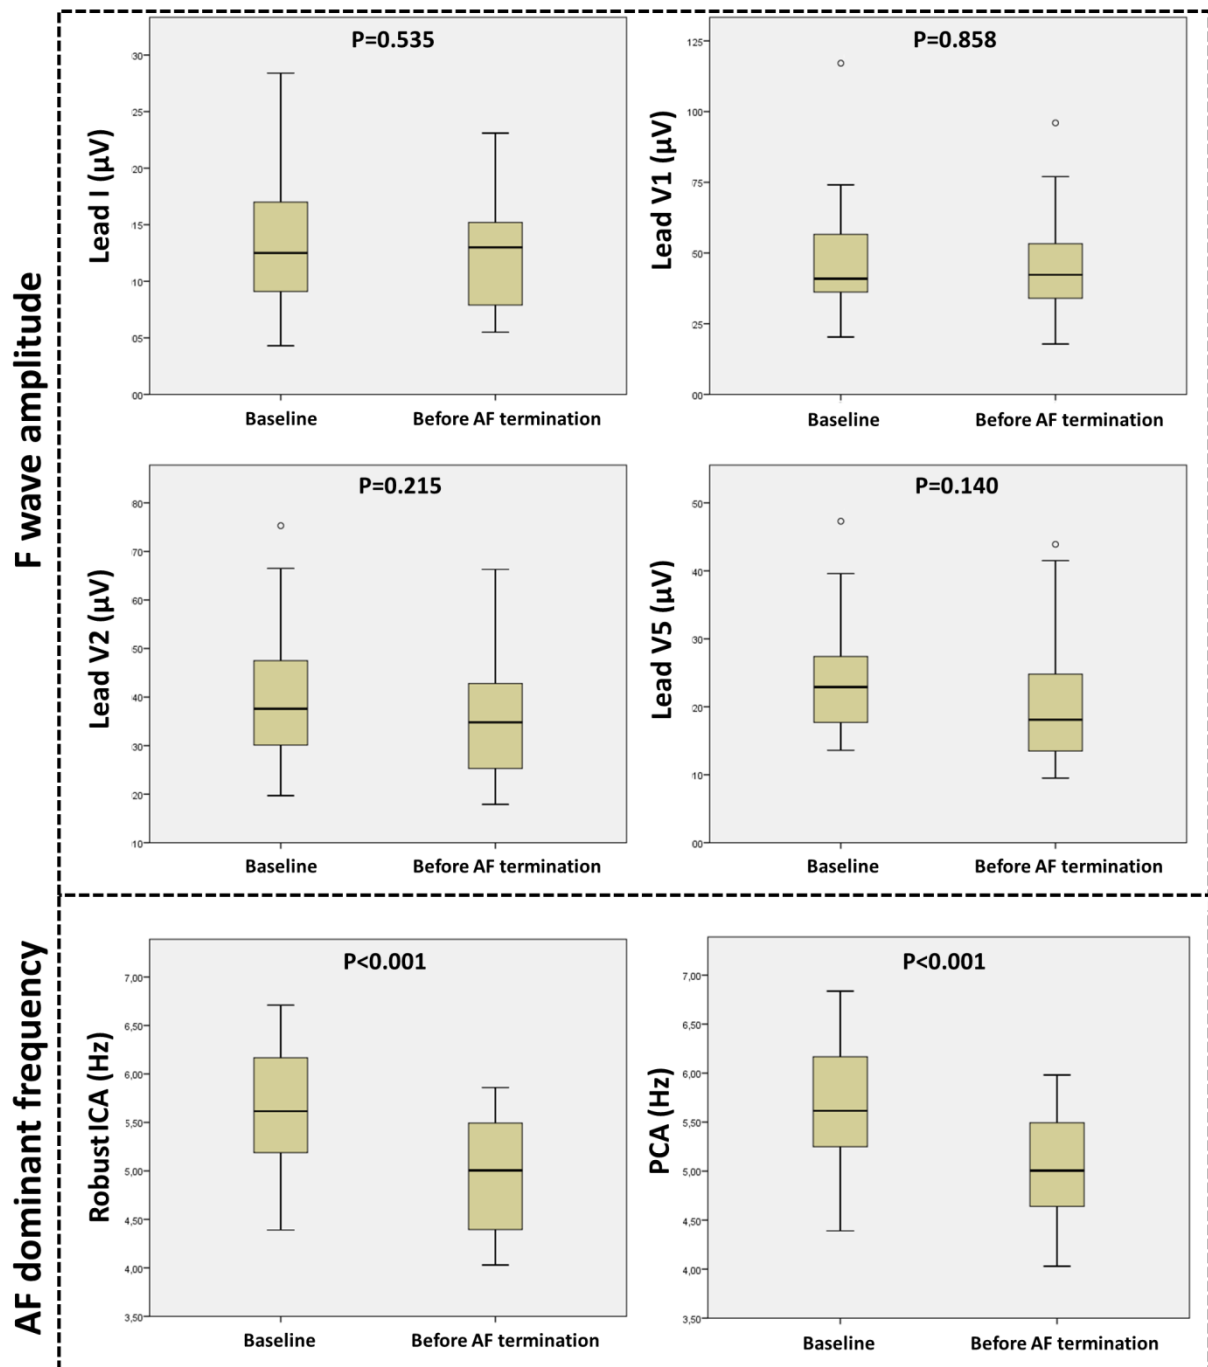 F wave amplitude
P=0.535
Lead I (µV)
30
25
20
15
10
05
00
Baseline
Before AF termination
P=0.858
Lead V1 (µV)
125
100
75
50
25
00
Baseline
Before AF termination
P=0.215
Lead V2 (µV)
80
70
60
50
40
30
20
10
Baseline
Before AF termination
P=0.140
Lead V5 (µV)
50
40
30
20
10
00
Baseline
Before AF termination
AF dominant frequency
P<0.001
Robust ICA (Hz)
7,00
6,50
6,00
5,50
5,00
4,50
4,00
3,50
Baseline
Before AF termination
P<0.001
PCA (Hz)
7,00
6,50
6,00
5,50
5,00
4,50
4,00
3,50
Baseline
Before AF termination